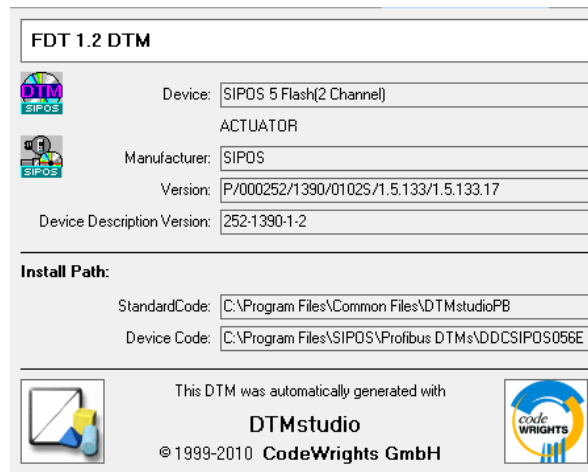 FDT 1.2 DTM
DTM
SIPOS
Device: SIPOS 5 Flash(2 Channel)
ACTUATOR
SIPOS
Manufacturer: SIPOS
Version: P/000252/1390/0102S/1.5.133/1.5.133.17
Device Description Version: 252-1390-1-2
Install Path:
StandardCode: C:\Program Files\Common Files\DTMstudioPB
Device Code: C:\Program Files\SIPOS\Profibus DTMs\DDCSIPOS056E
This DTM was automatically generated with
DTMstudio
© 1999-2010 CodeWrights GmbH
code
WRIGHTS